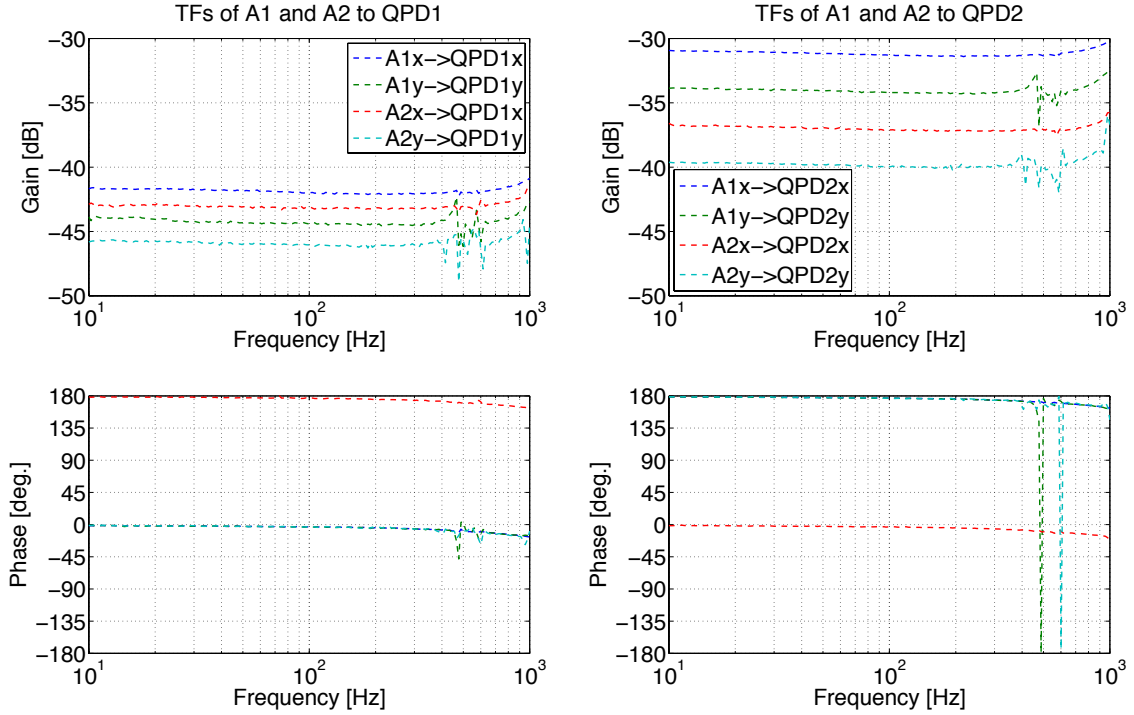 TFs of A1 and A2 to QPD1
−30
−35
−40
−45
−50
Gain [dB]
A1x−>QPD1x
A1y−>QPD1y
A2x−>QPD1x
A2y−>QPD1y
10^1
10^2
10^3
Frequency [Hz]
TFs of A1 and A2 to QPD2
−30
−35
−40
−45
−50
Gain [dB]
A1x−>QPD2x
A1y−>QPD2y
A2x−>QPD2x
A2y−>QPD2y
10^1
10^2
10^3
Frequency [Hz]
180
135
90
45
0
−45
−90
−135
−180
Phase [deg.]
10^1
10^2
10^3
Frequency [Hz]
180
135
90
45
0
−45
−90
−135
−180
Phase [deg.]
10^1
10^2
10^3
Frequency [Hz]